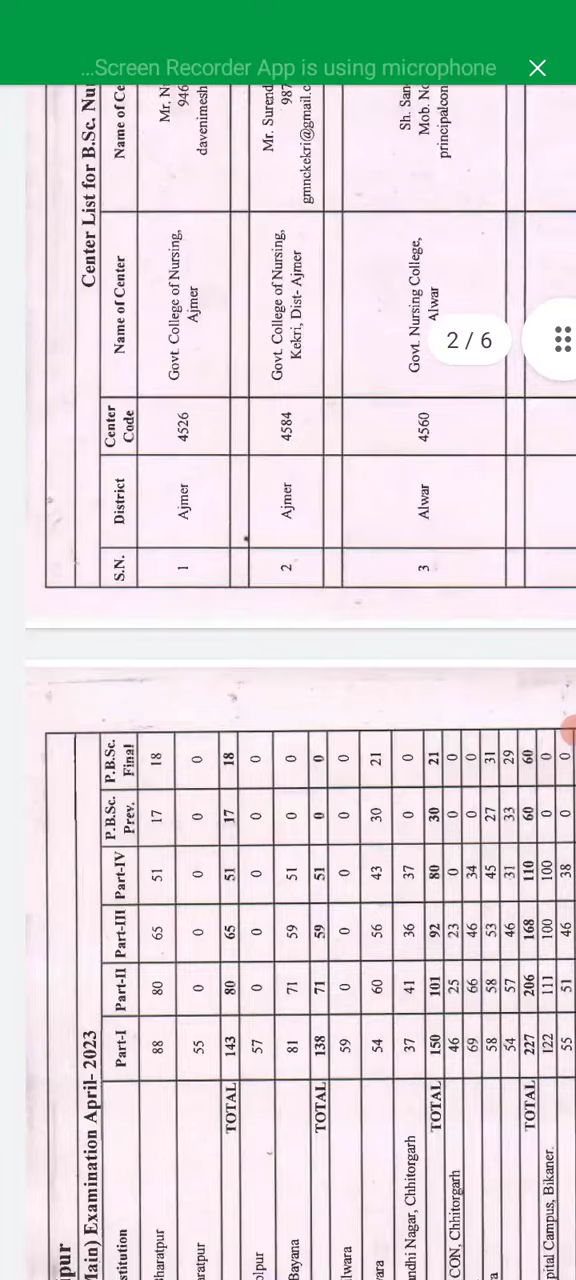 ...Screen Recorder App is using microphone
2 / 6
Center List for B.Sc.
S.N. District Center Code Name of Center Name of
1 Ajmer 4526 Govt. College of Nursing, Ajmer Mr.
946
davenimesh
2 Ajmer 4584 Govt. College of Nursing, Kekri, Dist- Ajmer Mr. Surend
987
gmnckekri@gmail.c
3 Alwar 4560 Govt. Nursing College, Alwar Sh. San
Mob.
principalcon
pur
Main) Examination April- 2023
stitution Part-I Part-II Part-III Part-IV P.B.Sc. Prev. P.B.Sc. Final
haratpur 88 80 65 51 17 18
aratpur 55 0 0 0 0 0
TOTAL 143 80 65 51 17 18
lpur 57 0 0 0 0 0
Bayana 81 71 59 51 0 0
TOTAL 138 71 59 51 0 0
lwara 59 0 0 0 0 0
vara 54 60 56 43 30 21
ndhi Nagar, Chhitorgarh 37 41 36 37 0 0
TOTAL 150 101 92 80 30 21
CON, Chhitorgarh 46 25 23 0 0 0
69 66 46 34 0 0
a 58 58 53 45 27 31
54 57 46 31 33 29
TOTAL 227 206 168 110 60 60
pital Campus, Bikaner. 122 111 100 100 0 0
55 51 46 38 0 0